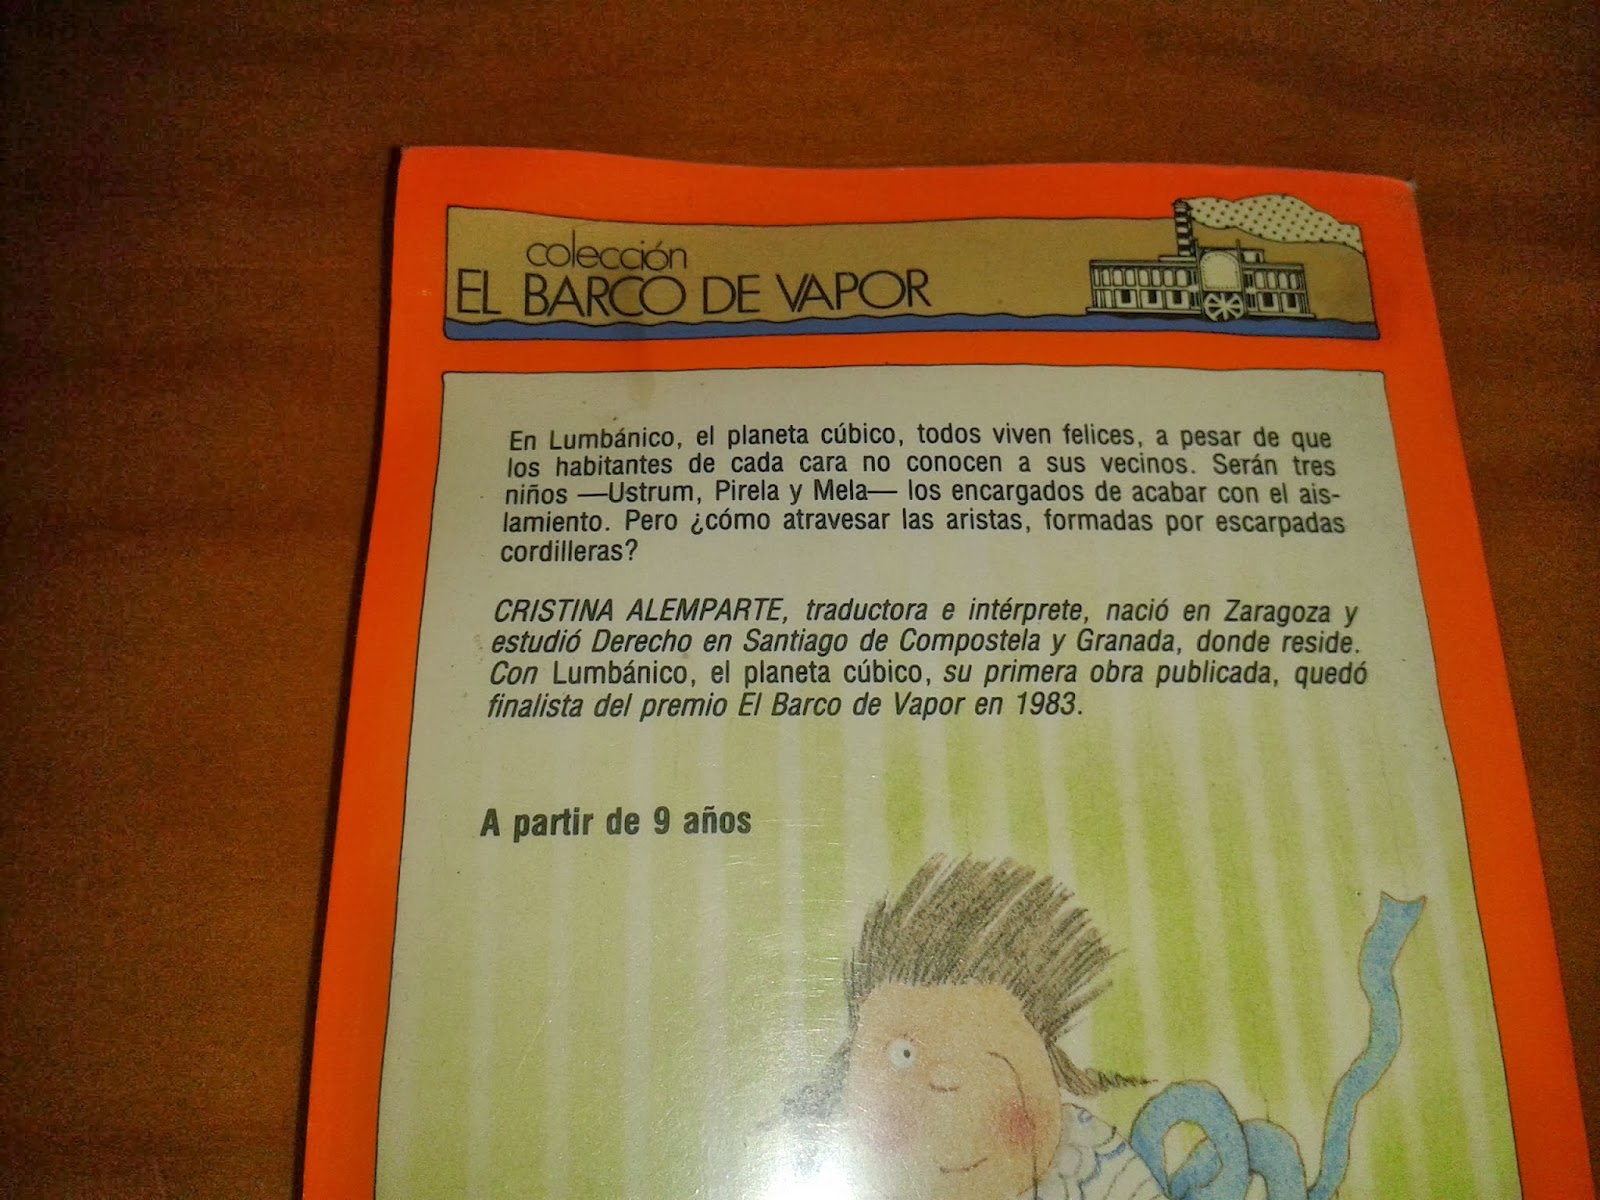 colección
EL BARCO DE VAPOR
En Lumbánico, el planeta cúbico, todos viven felices, a pesar de que
los habitantes de cada cara no conocen a sus vecinos. Serán tres
niños —Ustrum, Pirela y Mela— los encargados de acabar con el ais-
lamiento. Pero ¿cómo atravesar las aristas, formadas por escarpadas
cordilleras?
CRISTINA ALEMPARTE, traductora e intérprete, nació en Zaragoza y
estudió Derecho en Santiago de Compostela y Granada, donde reside.
Con Lumbánico, el planeta cúbico, su primera obra publicada, quedó
finalista del premio El Barco de Vapor en 1983.
A partir de 9 años